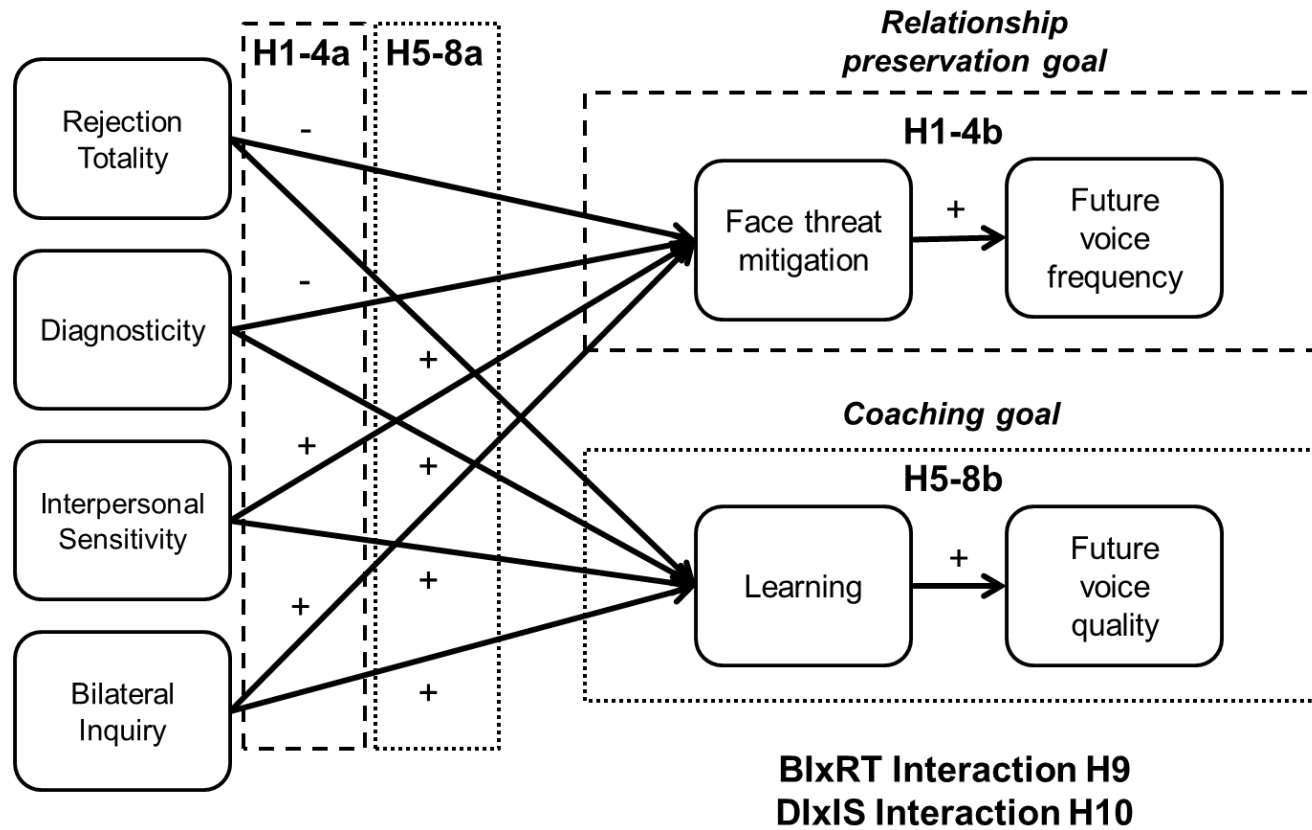 Relationship
preservation goal
H1-4a
H5-8a
Rejection
Totality
-
H1-4b
Face threat
mitigation
+
Future
voice
frequency
Diagnosticity
-
+
Coaching goal
Interpersonal
Sensitivity
+
+
H5-8b
Learning
+
Future
voice
quality
+
+
Bilateral
Inquiry
+
BIxRT Interaction H9
DIxIS Interaction H10